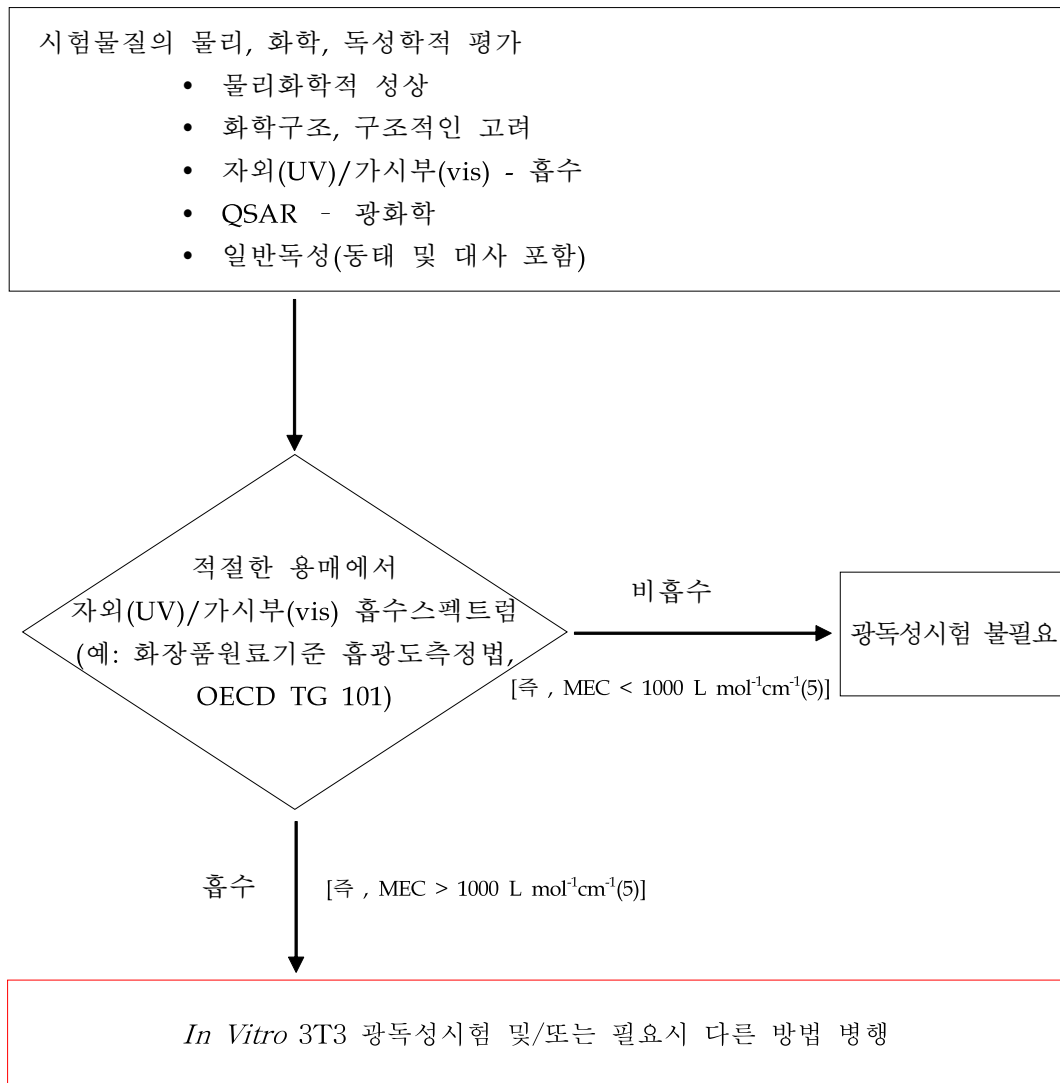 시험물질의 물리, 화학, 독성학적 평가
• 물리화학적 성상
• 화학구조, 구조적인 고려
• 자외(UV)/가시부(vis) - 흡수
• QSAR – 광화학
• 일반독성(동태 및 대사 포함)
적절한 용매에서
자외(UV)/가시부(vis) 흡수스펙트럼
(예: 화장품원료기준 흡광도측정법,
OECD TG 101)
비흡수
[즉 , MEC < 1000 L mol⁻¹cm⁻¹(5)]
광독성시험 불필요
흡수
[즉 , MEC > 1000 L mol⁻¹cm⁻¹(5)]
In Vitro 3T3 광독성시험 및/또는 필요시 다른 방법 병행